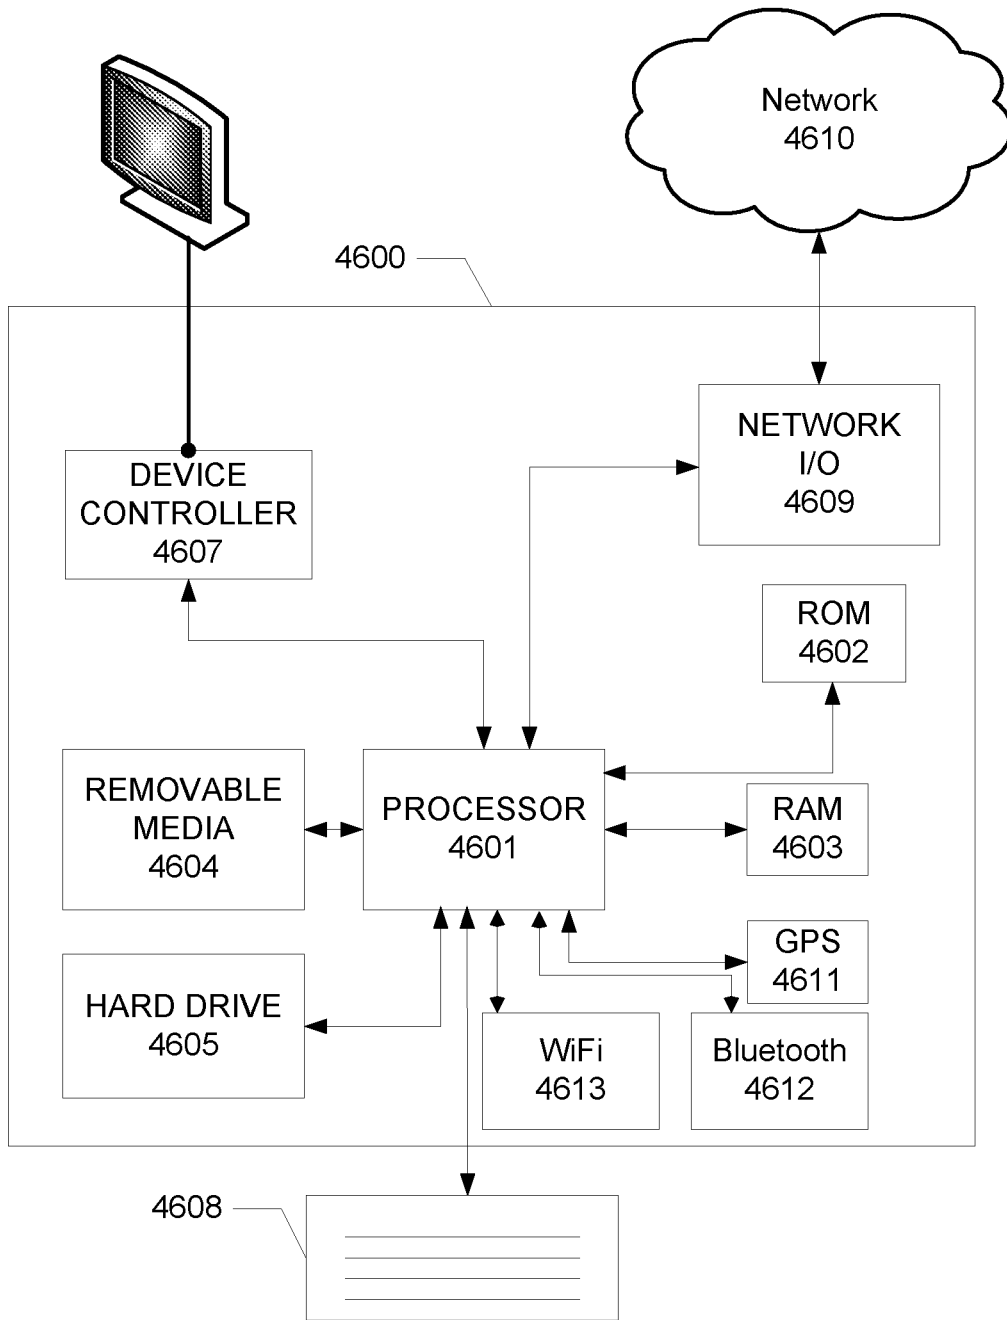 Network
4610
4600
NETWORK
I/O
4609
DEVICE
CONTROLLER
4607
ROM
4602
REMOVABLE
MEDIA
4604
PROCESSOR
4601
RAM
4603
GPS
4611
HARD DRIVE
4605
WiFi
4613
Bluetooth
4612
4608